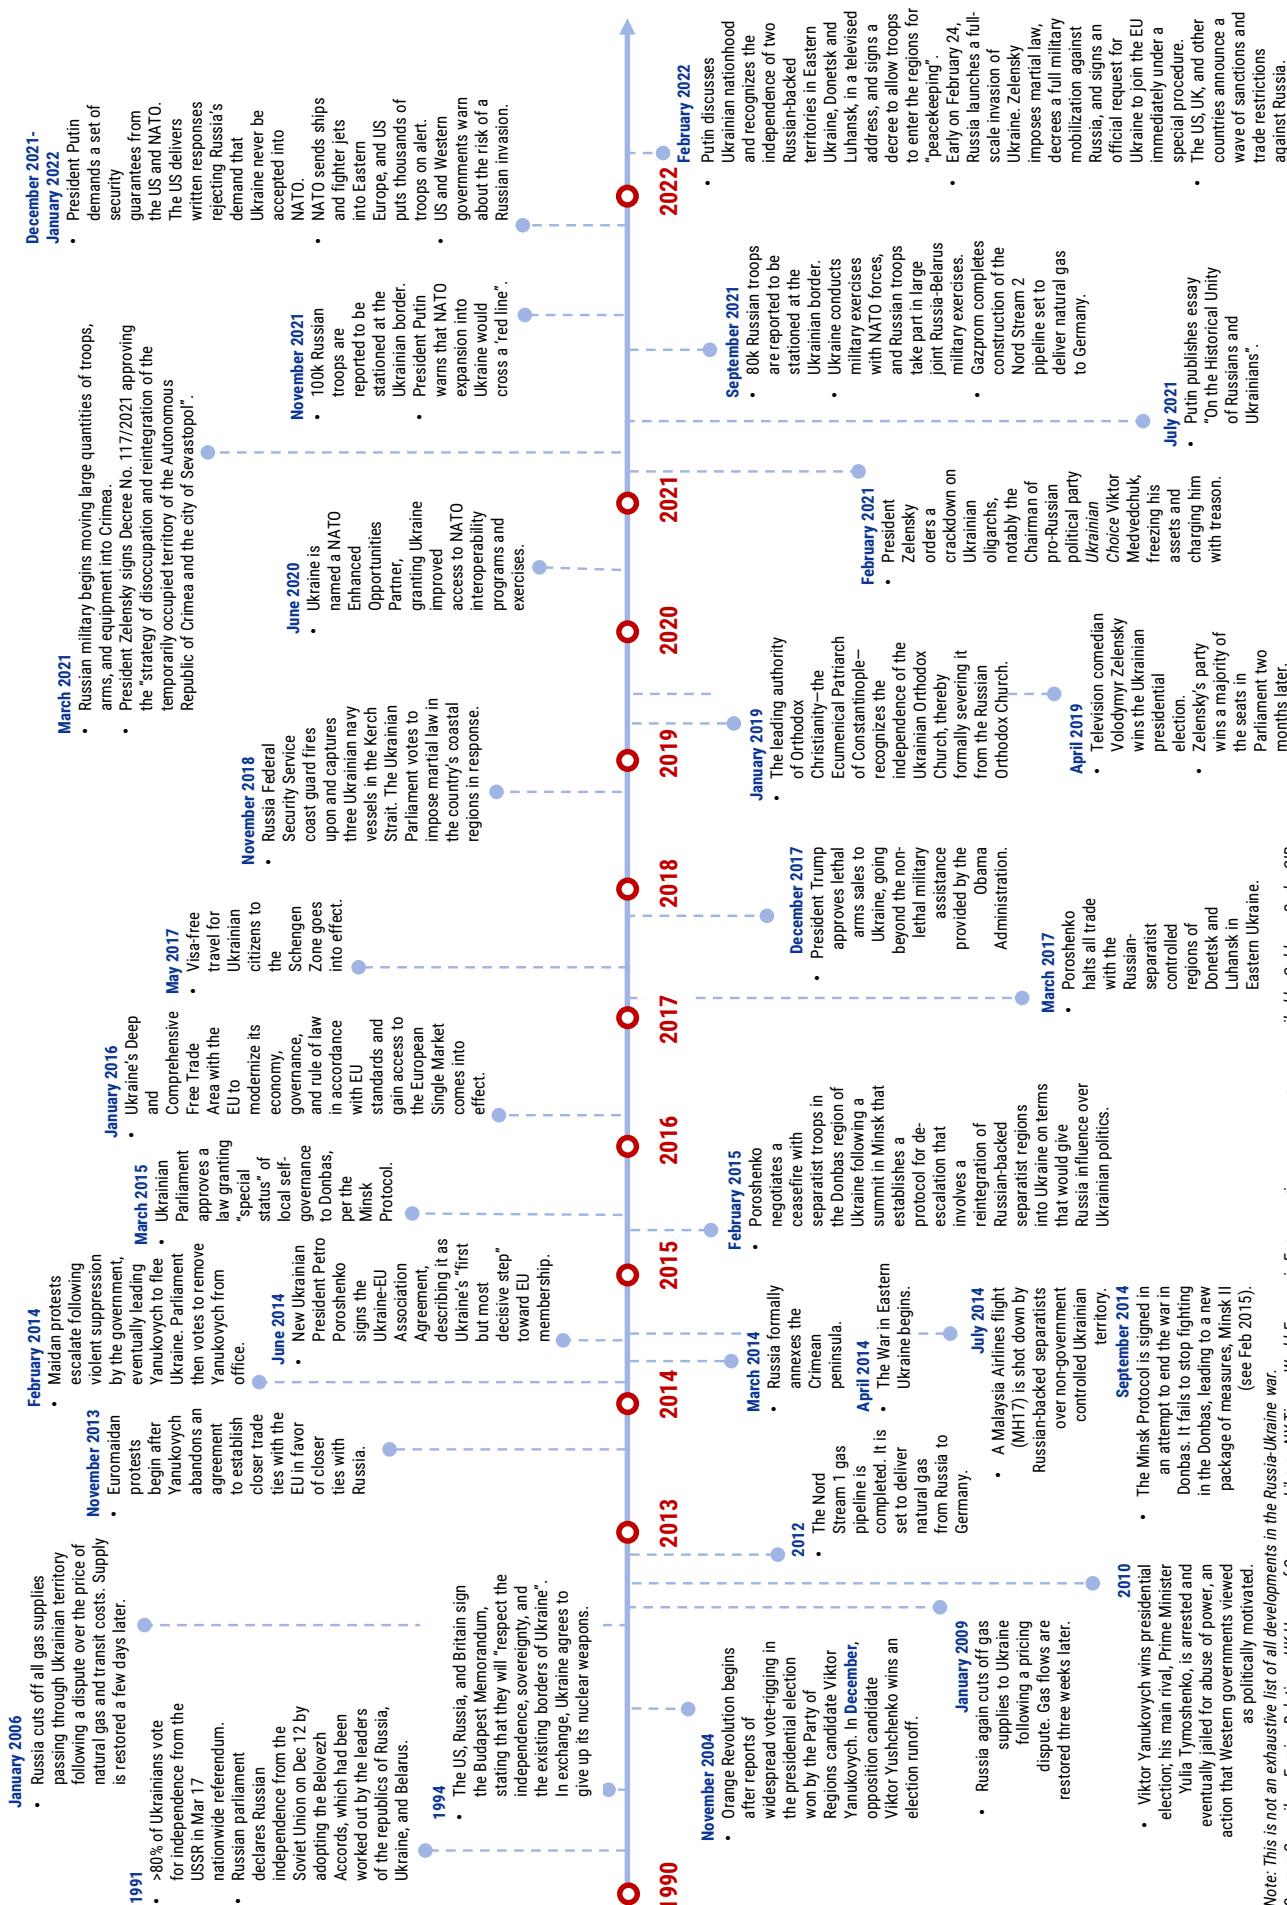 1991
• >80% of Ukrainians vote
for independence from the
USSR in Mar 17
nationwide referendum.
• Russian parliament
declares Russian
independence from the
Soviet Union on Dec 12 by
adopting the Belovezh
Accords, which had been
worked out by the leaders
of the republics of Russia,
Ukraine, and Belarus.
1994
• The US, Russia, and Britain sign
the Budapest Memorandum,
stating that they will “respect the
independence, sovereignty, and
the existing borders of Ukraine”.
In exchange, Ukraine agrees to
give up its nuclear weapons.
January 2006
• Russia cuts off all gas supplies
passing through Ukrainian territory
following a dispute over the price of
natural gas and transit costs. Supply
is restored a few days later.
November 2013
• Euromaidan
protests
begin after
Yanukovych
abandons an
agreement
to establish
closer trade
ties with the
EU in favor
of closer
ties with
Russia.
February 2014
• Maidan protests
escalate following
violent suppression
by the government,
eventually leading
Yanukovych to flee
Ukraine. Parliament
then votes to remove
Yanukovych from
office.
June 2014
• New Ukrainian
President Petro
Poroshenko
signs the
Ukraine-EU
Association
Agreement,
describing it as
Ukraine’s “first
but most
decisive step”
toward EU
membership.
March 2015
• Ukrainian
Parliament
approves a
law granting
“special
status” of
local self-
governance
to Donbas,
per the
Minsk
Protocol.
January 2016
• Ukraine’s Deep
and
Comprehensive
Free Trade
Area with the
EU to
modernize its
economy,
governance,
and rule of law
in accordance
with EU
standards and
gain access to
the European
Single Market
comes into
effect.
May 2017
• Visa-free
travel for
Ukrainian
citizens to
the
Schengen
Zone goes
into effect.
November 2018
• Russia Federal
Security Service
coast guard fires
upon and captures
three Ukrainian navy
vessels in the Kerch
Strait. The Ukrainian
Parliament votes to
impose martial law in
the country’s coastal
regions in response.
June 2020
• Ukraine is
named a NATO
Enhanced
Opportunities
Partner,
granting Ukraine
improved
access to NATO
interoperability
programs and
exercises.
March 2021
• Russian military begins moving large quantities of troops,
arms, and equipment into Crimea.
• President Zelensky signs Decree No. 117/2021 approving
the “strategy of disoccupation and reintegration of the
temporarily occupied territory of the Autonomous
Republic of Crimea and the city of Sevastopol”.
November 2021
• 100k Russian
troops are
reported to be
stationed at the
Ukrainian border.
• President Putin
warns that NATO
expansion into
Ukraine would
cross a ‘red line”.
December 2021-
January 2022
• President Putin
demands a set of
security
guarantees from
the US and NATO.
The US delivers
written responses
rejecting Russia’s
demand that
Ukraine never be
accepted into
NATO.
• NATO sends ships
and fighter jets
into Eastern
Europe, and US
puts thousands of
troops on alert.
• US and Western
governments warn
about the risk of a
Russian invasion.
1990
2013
2014
2015
2016
2017
2018
2019
2020
2021
2022
November 2004
• Orange Revolution begins
after reports of
widespread vote-rigging in
the presidential election
won by the Party of
Regions candidate Viktor
Yanukovych. In December,
opposition candidate
Viktor Yushchenko wins an
election runoff.
January 2009
• Russia again cuts off gas
supplies to Ukraine
following a pricing
dispute. Gas flows are
restored three weeks later.
2010
• Viktor Yanukovych wins presidential
election; his main rival, Prime Minister
Yulia Tymoshenko, is arrested and
eventually jailed for abuse of power, an
action that Western governments viewed
as politically motivated.
2012
• The Nord
Stream 1 gas
pipeline is
completed. It is
set to deliver
natural gas
from Russia to
Germany.
March 2014
• Russia formally
annexes the
Crimean
peninsula.
April 2014
• The War in Eastern
Ukraine begins.
July 2014
• A Malaysia Airlines flight
(MH17) is shot down by
Russian-backed separatists
over non-government
controlled Ukrainian
territory.
September 2014
• The Minsk Protocol is signed in
an attempt to end the war in
Donbas. It fails to stop fighting
in the Donbas, leading to a new
package of measures, Minsk II
(see Feb 2015).
February 2015
• Poroshenko
negotiates a
ceasefire with
separatist troops in
the Donbas region of
Ukraine following a
summit in Minsk that
establishes a
protocol for de-
escalation that
involves a
reintegration of
Russian-backed
separatist regions
into Ukraine on terms
that would give
Russia influence over
Ukrainian politics.
March 2017
• Poroshenko
halts all trade
with the
Russian-
separatist
controlled
regions of
Donetsk and
Luhansk in
Eastern Ukraine.
December 2017
• President Trump
approves lethal
arms sales to
Ukraine, going
beyond the non-
lethal military
assistance
provided by the
Obama
Administration.
January 2019
• The leading authority
of Orthodox
Christianity—the
Ecumenical Patriarch
of Constantinople—
recognizes the
independence of the
Ukrainian Orthodox
Church, thereby
formally severing it
from the Russian
Orthodox Church.
April 2019
• Television comedian
Volodymyr Zelensky
wins the Ukrainian
presidential
election.
• Zelensky’s party
wins a majority of
the seats in
Parliament two
months later.
February 2021
• President
Zelensky
orders a
crackdown on
Ukrainian
oligarchs,
notably the
Chairman of
pro-Russian
political party
Ukrainian
Choice Viktor
Medvedchuk,
freezing his
assets and
charging him
with treason.
July 2021
• Putin publishes essay
“On the Historical Unity
of Russians and
Ukrainians”.
September 2021
• 80k Russian troops
are reported to be
stationed at the
Ukrainian border.
• Ukraine conducts
military exercises
with NATO forces,
and Russian troops
take part in large
joint Russia-Belarus
military exercises.
• Gazprom completes
construction of the
Nord Stream 2
pipeline set to
deliver natural gas
to Germany.
February 2022
• Putin discusses
Ukrainian nationhood
and recognizes the
independence of two
Russian-backed
territories in Eastern
Ukraine, Donetsk and
Luhansk, in a televised
address, and signs a
decree to allow troops
to enter the regions for
“peacekeeping”.
• Early on February 24,
Russia launches a full-
scale invasion of
Ukraine. Zelensky
imposes martial law,
decrees a full military
mobilization against
Russia, and signs an
official request for
Ukraine to join the EU
immediately under a
special procedure.
• The US, UK, and other
countries announce a
wave of sanctions and
trade restrictions
against Russia.
Note: This is not an exhaustive list of all developments in the Russia-Ukraine war.